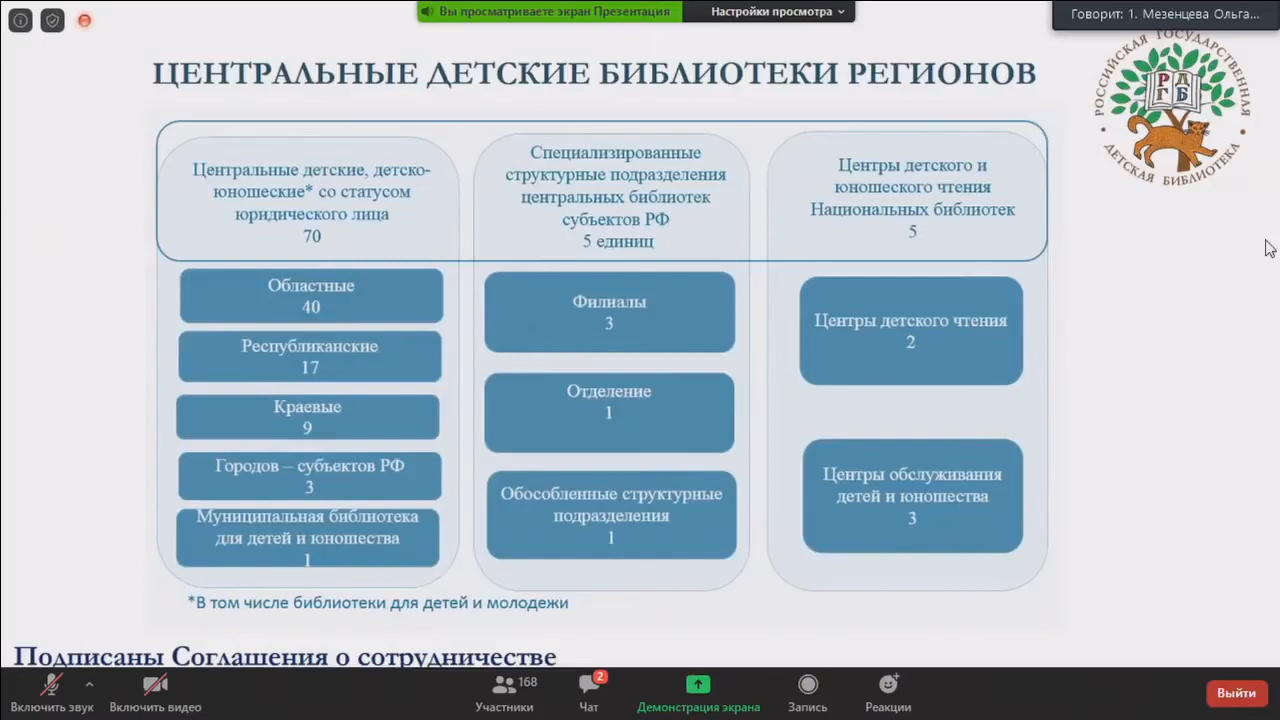 Вы просматриваете экран Презентация
Настройки просмотра
Говорит: 1. Мезенцева Ольга...
ЦЕНТРАЛЬНЫЕ ДЕТСКИЕ БИБЛИОТЕКИ РЕГИОНОВ
РОССИЙСКАЯ ГОСУДАРСТВЕННАЯ
ДЕТСКАЯ БИБЛИОТЕКА
Р Д
Г Б
Центральные детские, детско-
юношеские* со статусом
юридического лица
70
Областные
40
Республиканские
17
Краевые
9
Городов – субъектов РФ
3
Муниципальная библиотека
для детей и юношества
1
Специализированные
структурные подразделения
центральных библиотек
субъектов РФ
5 единиц
Филиалы
3
Отделение
1
Обособленные структурные
подразделения
1
Центры детского и
юношеского чтения
Национальных библиотек
5
Центры детского чтения
2
Центры обслуживания
детей и юношества
3
*В том числе библиотеки для детей и молодежи
Подписаны Соглашения о сотрудничестве
Включить звук
Включить видео
168
Участники
2
Чат
Демонстрация экрана
Запись
Реакции
Выйти